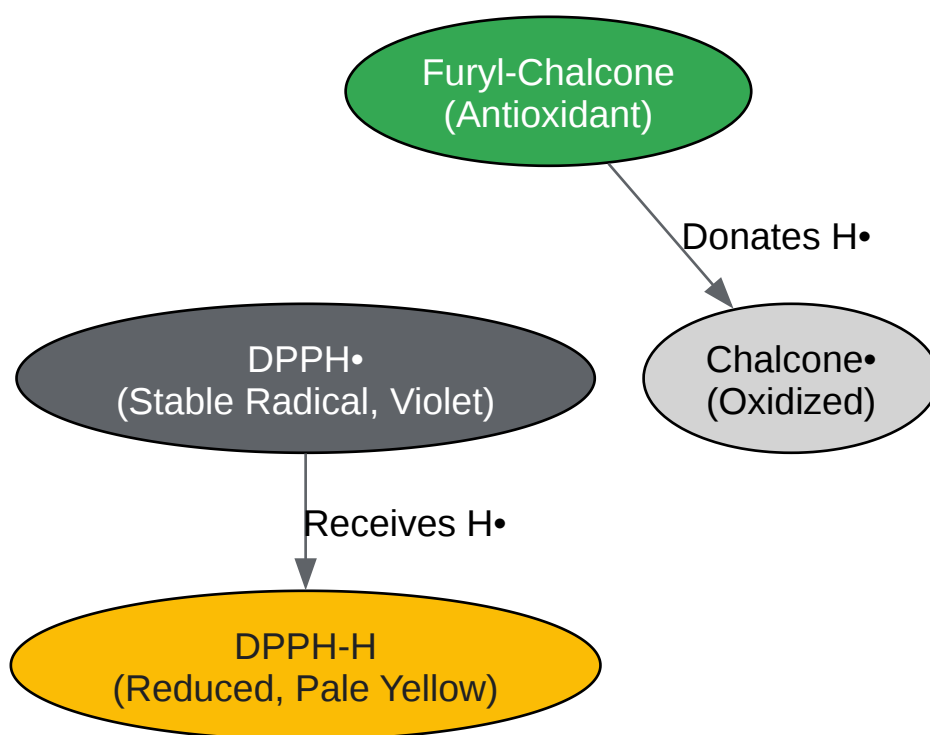 Furyl-Chalcone
(Antioxidant)
Donates H•
DPPH•
(Stable Radical, Violet)
Chalcone•
(Oxidized)
Receives H•
DPPH-H
(Reduced, Pale Yellow)